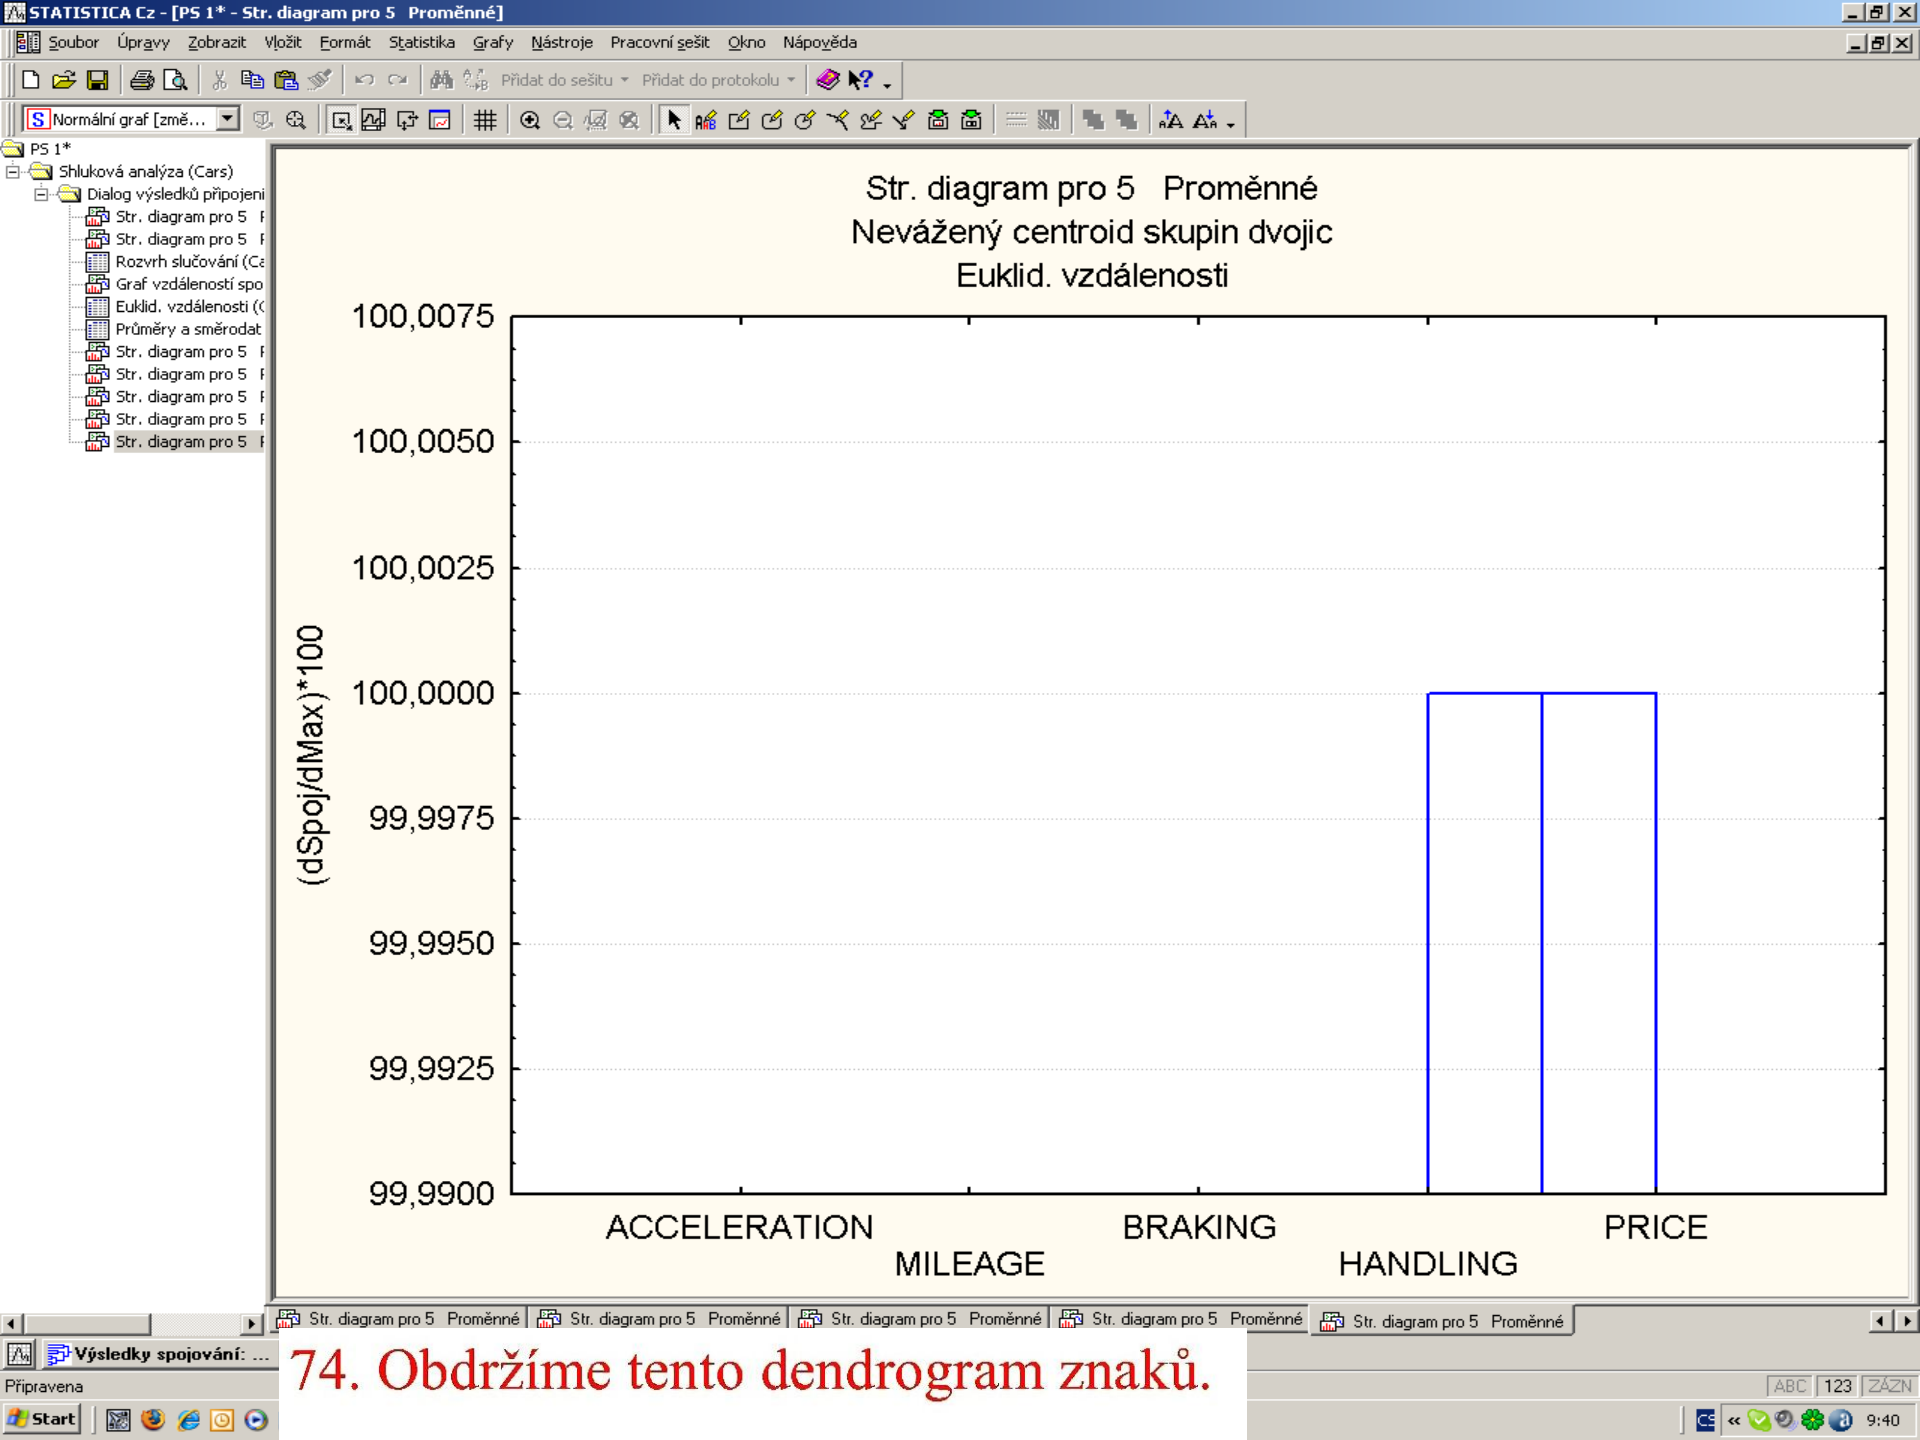 STATISTICA Cz - [PS 1* - Str. diagram pro 5 Proměnné]
Soubor Úpravy Zobrazit Vložit Formát Statistika Grafy Nástroje Pracovní sešit Okno Nápověda
Přidat do sešitu Přidat do protokolu
Normální graf [změ...
PS 1*
Shluková analýza (Cars)
Dialog výsledků připojení
Str. diagram pro 5
Str. diagram pro 5
Rozvrh slučování (Ca
Graf vzdáleností spo
Euklid. vzdálenosti (
Průměry a směrodat
Str. diagram pro 5
Str. diagram pro 5
Str. diagram pro 5
Str. diagram pro 5
Str. diagram pro 5
Str. diagram pro 5 Proměnné
Nevážený centroid skupin dvojic
Euklid. vzdálenosti
100,0075
100,0050
100,0025
100,0000
99,9975
99,9950
99,9925
99,9900
(dSpoj/dMax)*100
ACCELERATION
MILEAGE
BRAKING
HANDLING
PRICE
Str. diagram pro 5 Proměnné Str. diagram pro 5 Proměnné Str. diagram pro 5 Proměnné Str. diagram pro 5 Proměnné Str. diagram pro 5 Proměnné
Výsledky spojování: ...
74. Obdržíme tento dendrogram znaků.
Připravena
ABC 123 ZÁZN
Start
CS « 9:40